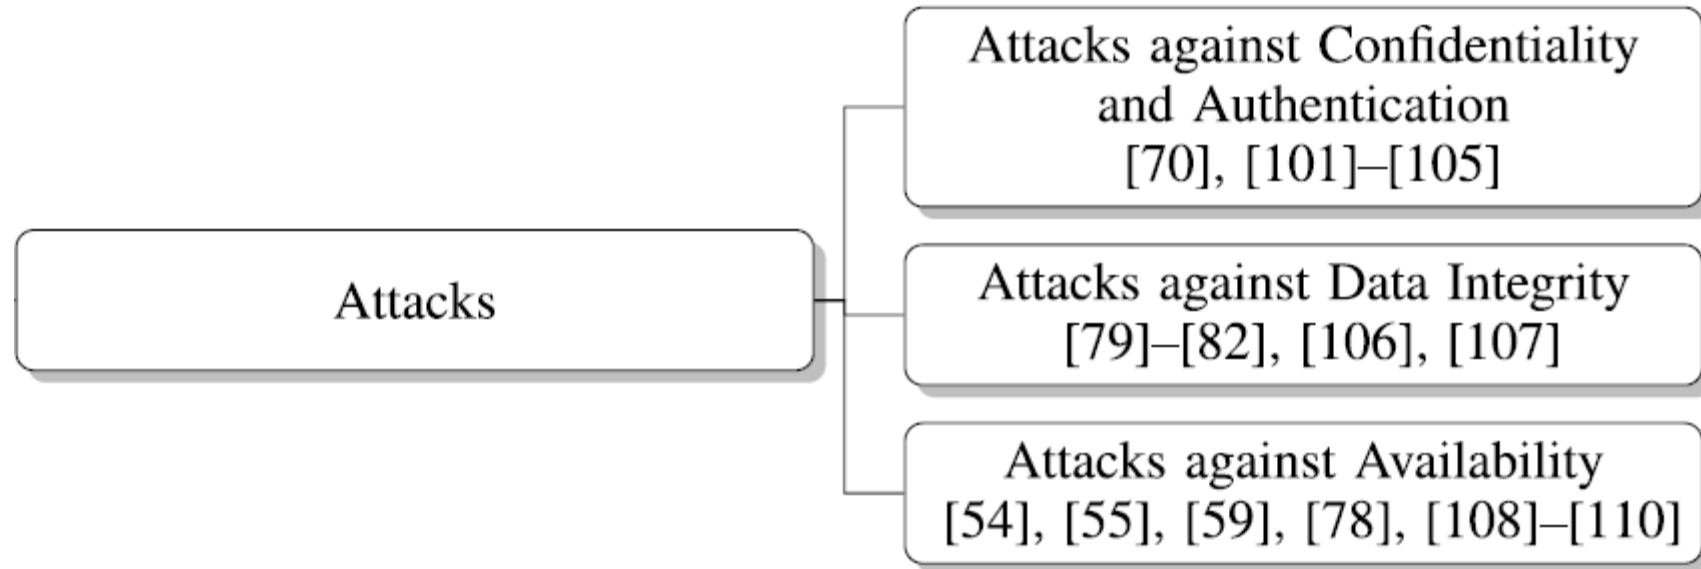 Attacks
Attacks against Confidentiality
and Authentication
[70], [101]–[105]
Attacks against Data Integrity
[79]–[82], [106], [107]
Attacks against Availability
[54], [55], [59], [78], [108]–[110]